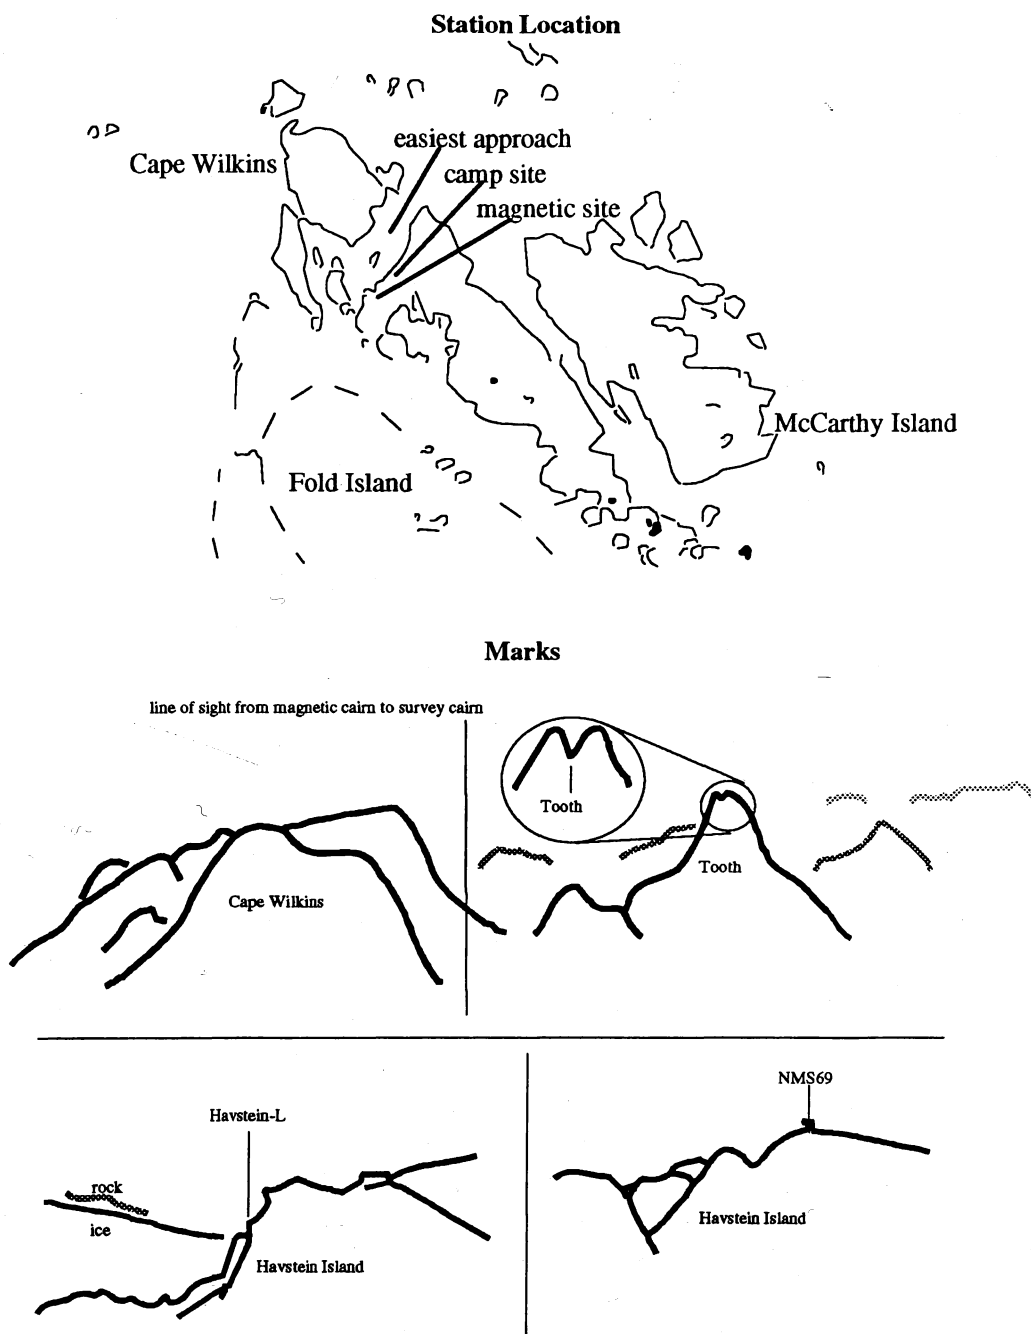 Station Location
easiest approach
Cape Wilkins
camp site
magnetic site
McCarthy Island
Fold Island
Marks
line of sight from magnetic cairn to survey cairn
Tooth
Tooth
Cape Wilkins
NMS69
Havstein-L
rock
ice
Havstein Island
Havstein Island